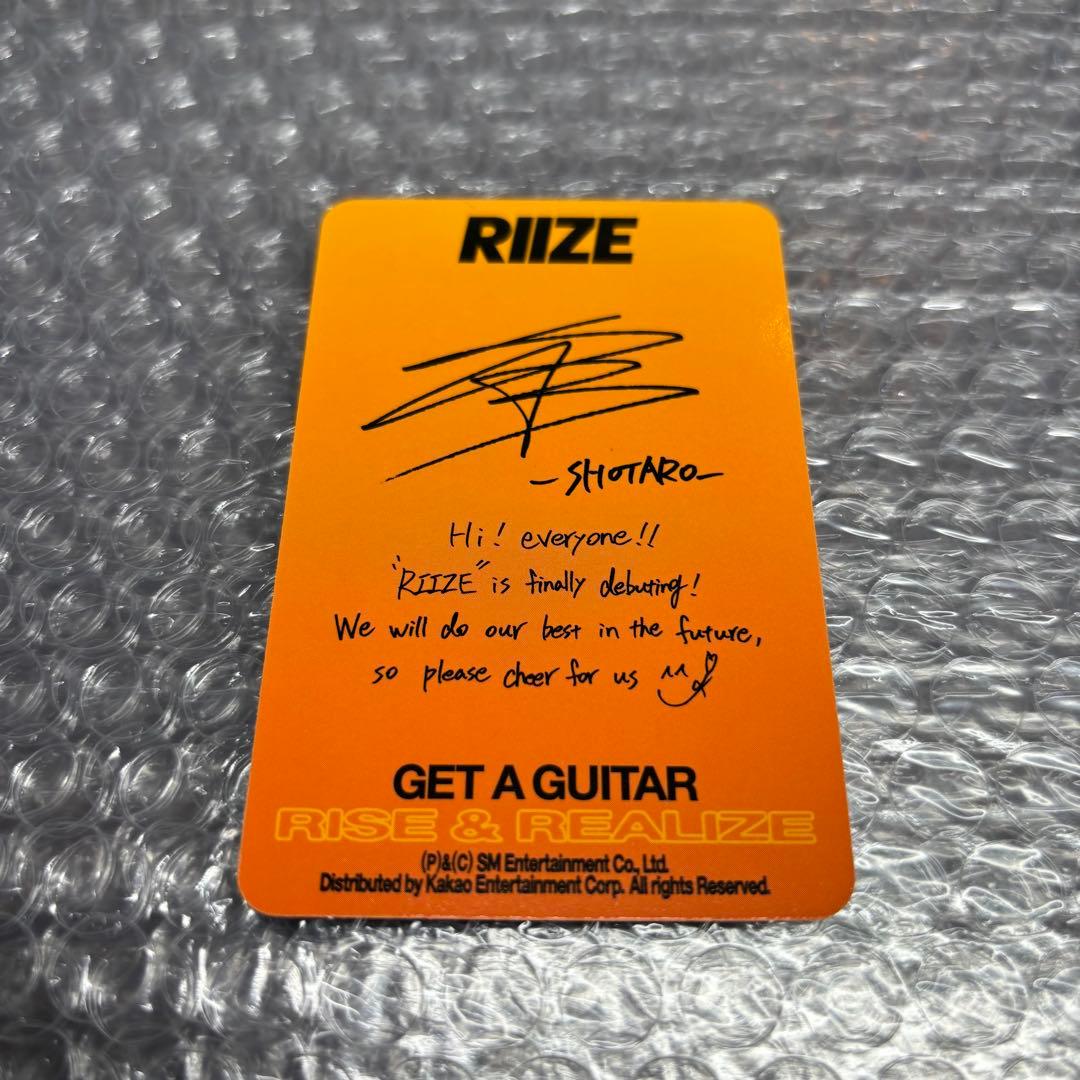 RIIZE
-SHOTARO-
Hi! everyone!!
"RIIZE" is finally debuting!
We will do our best in the future,
so please cheer for us
GET A GUITAR
RISE & REALIZE
(P)&(C) SM Entertainment Co., Ltd.
Distributed by Kakao Entertainment Corp. All rights Reserved.